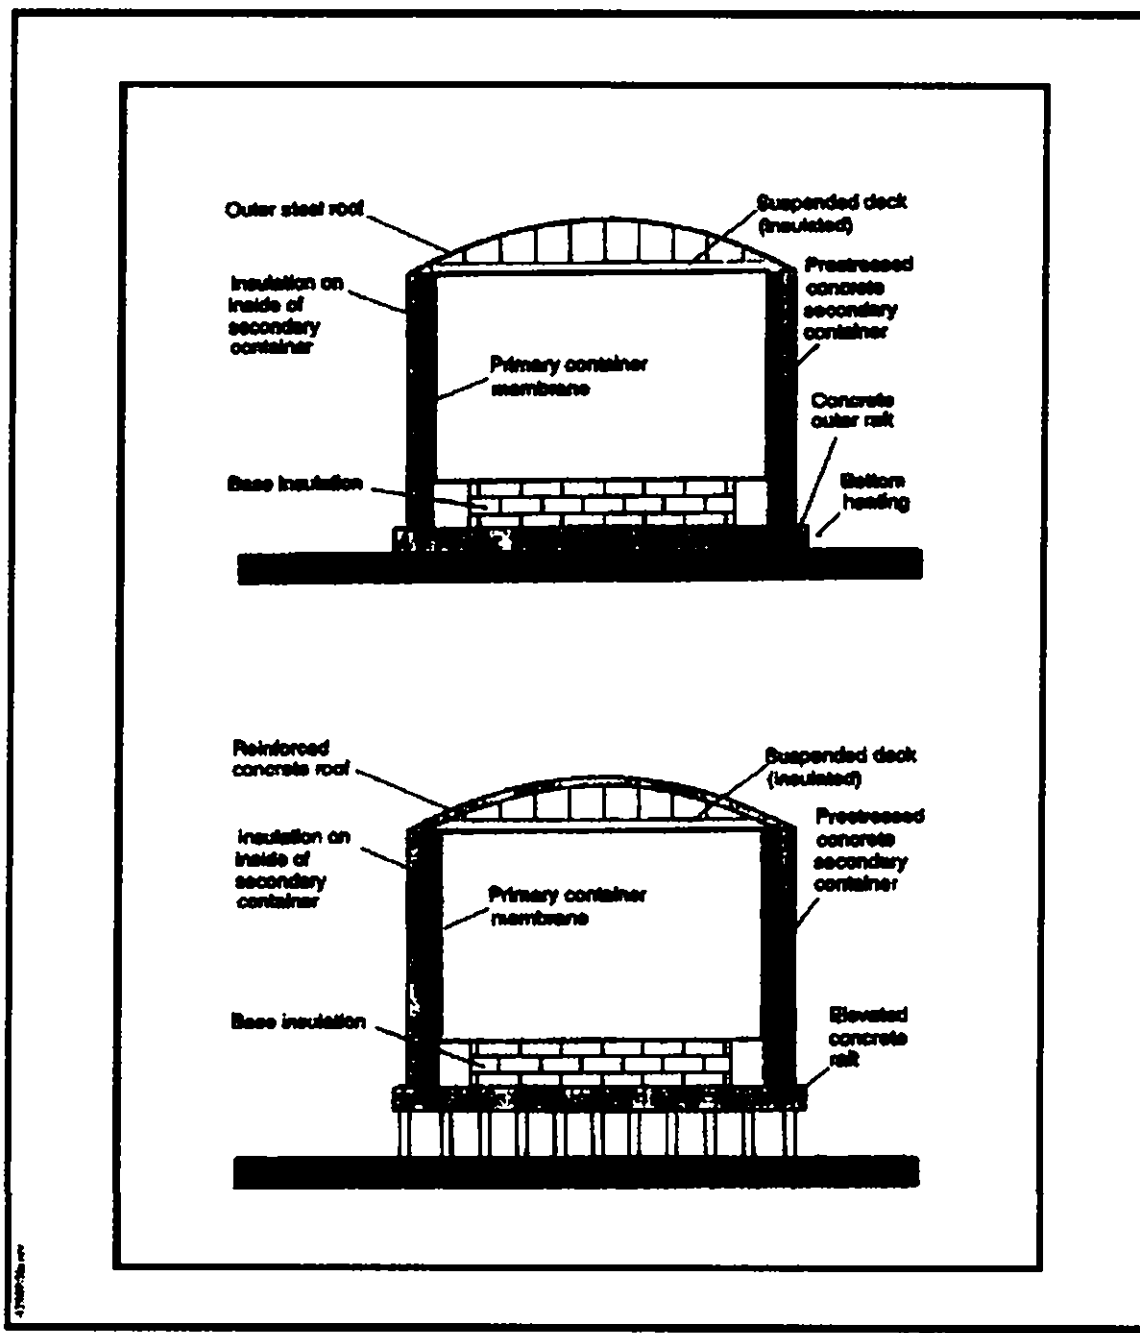 Outer steel roof
Suspended deck
(insulated)
Insulation on
inside of
secondary
container
Prestressed
concrete
secondary
container
Primary container
membrane
Concrete
outer raft
Base insulation
Bottom
heating
Reinforced
concrete roof
Suspended deck
(insulated)
Insulation on
inside of
secondary
container
Prestressed
concrete
secondary
container
Primary container
membrane
Base insulation
Elevated
concrete
raft